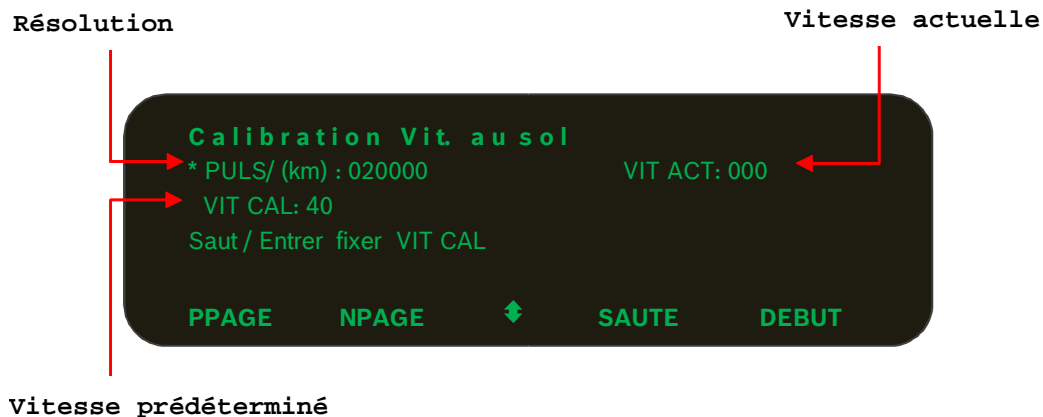 Résolution
Vitesse actuelle
Calibration Vit. au sol
* PULS/ (km) : 020000 VIT ACT: 000
VIT CAL: 40
Saut / Entrer fixer VIT CAL
PPAGE NPAGE SAUTE DEBUT
Vitesse prédéterminé